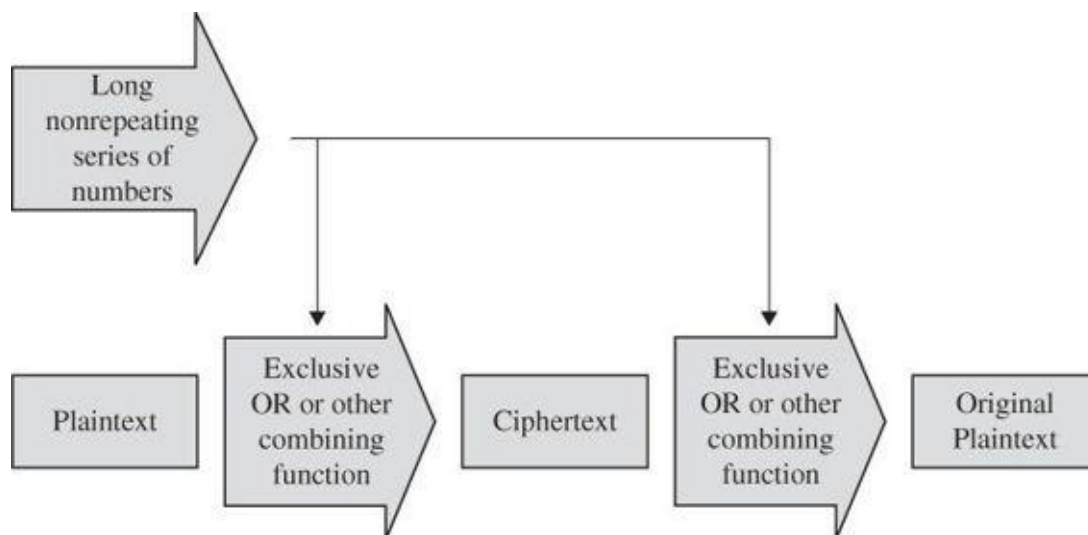 Long
nonrepeating
series of
numbers
Plaintext
Exclusive
OR or other
combining
function
Ciphertext
Exclusive
OR or other
combining
function
Original
Plaintext